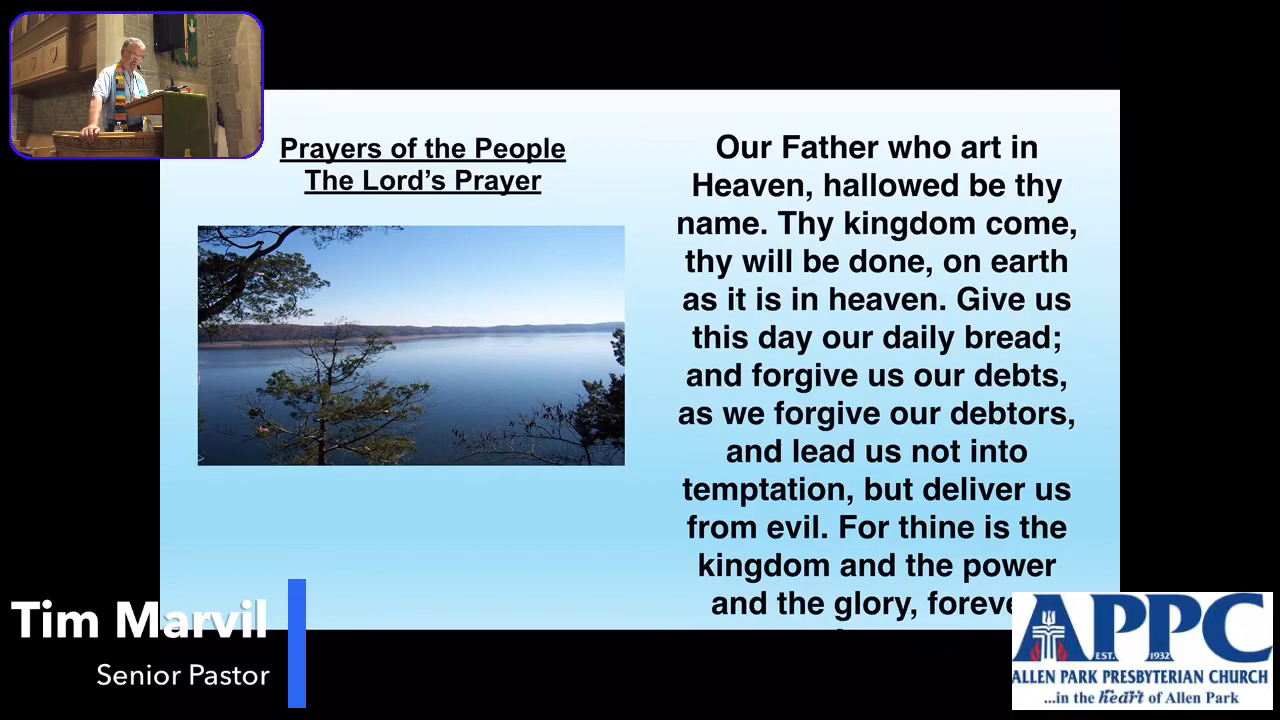 Prayers of the People
The Lord’s Prayer
Our Father who art in
Heaven, hallowed be thy
name. Thy kingdom come,
thy will be done, on earth
as it is in heaven. Give us
this day our daily bread;
and forgive us our debts,
as we forgive our debtors,
and lead us not into
temptation, but deliver us
from evil. For thine is the
kingdom and the power
and the glory,
Tim Marvil
Senior Pastor
APPC
EST. 1932
ALLEN PARK PRESBYTERIAN CHURCH
...in the heart of Allen Park